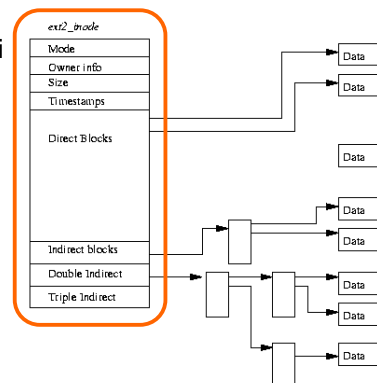 ext2_inode
i
Mode
Owner info
Size
Timestamps
Direct Blocks
Indirect blocks
Double Indirect
Triple Indirect
Data
Data
Data
Data
Data
Data
Data
Data